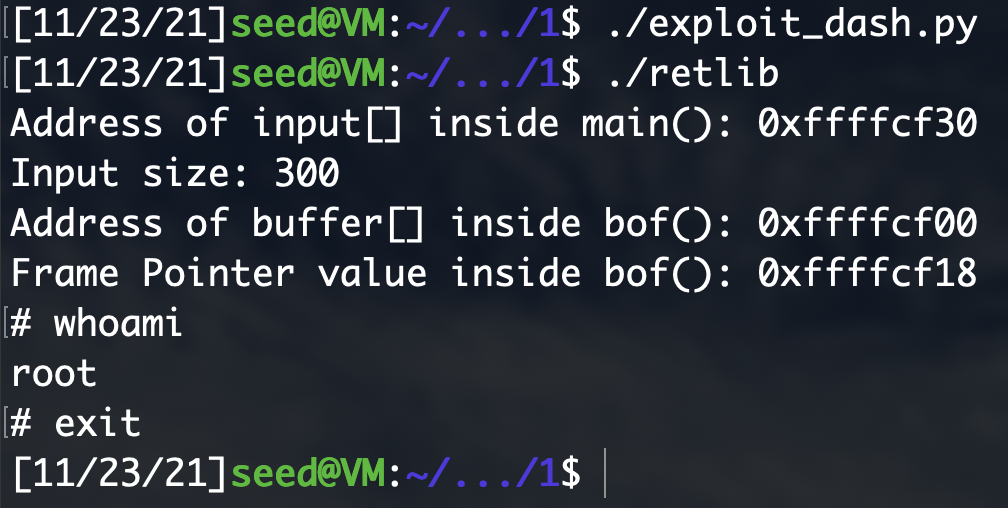 [11/23/21]seed@VM:~/.../1$ ./exploit_dash.py
[11/23/21]seed@VM:~/.../1$ ./retlib
Address of input[] inside main(): 0xffffcf30
Input size: 300
Address of buffer[] inside bof(): 0xffffcf00
Frame Pointer value inside bof(): 0xffffcf18
# whoami
root
# exit
[11/23/21]seed@VM:~/.../1$